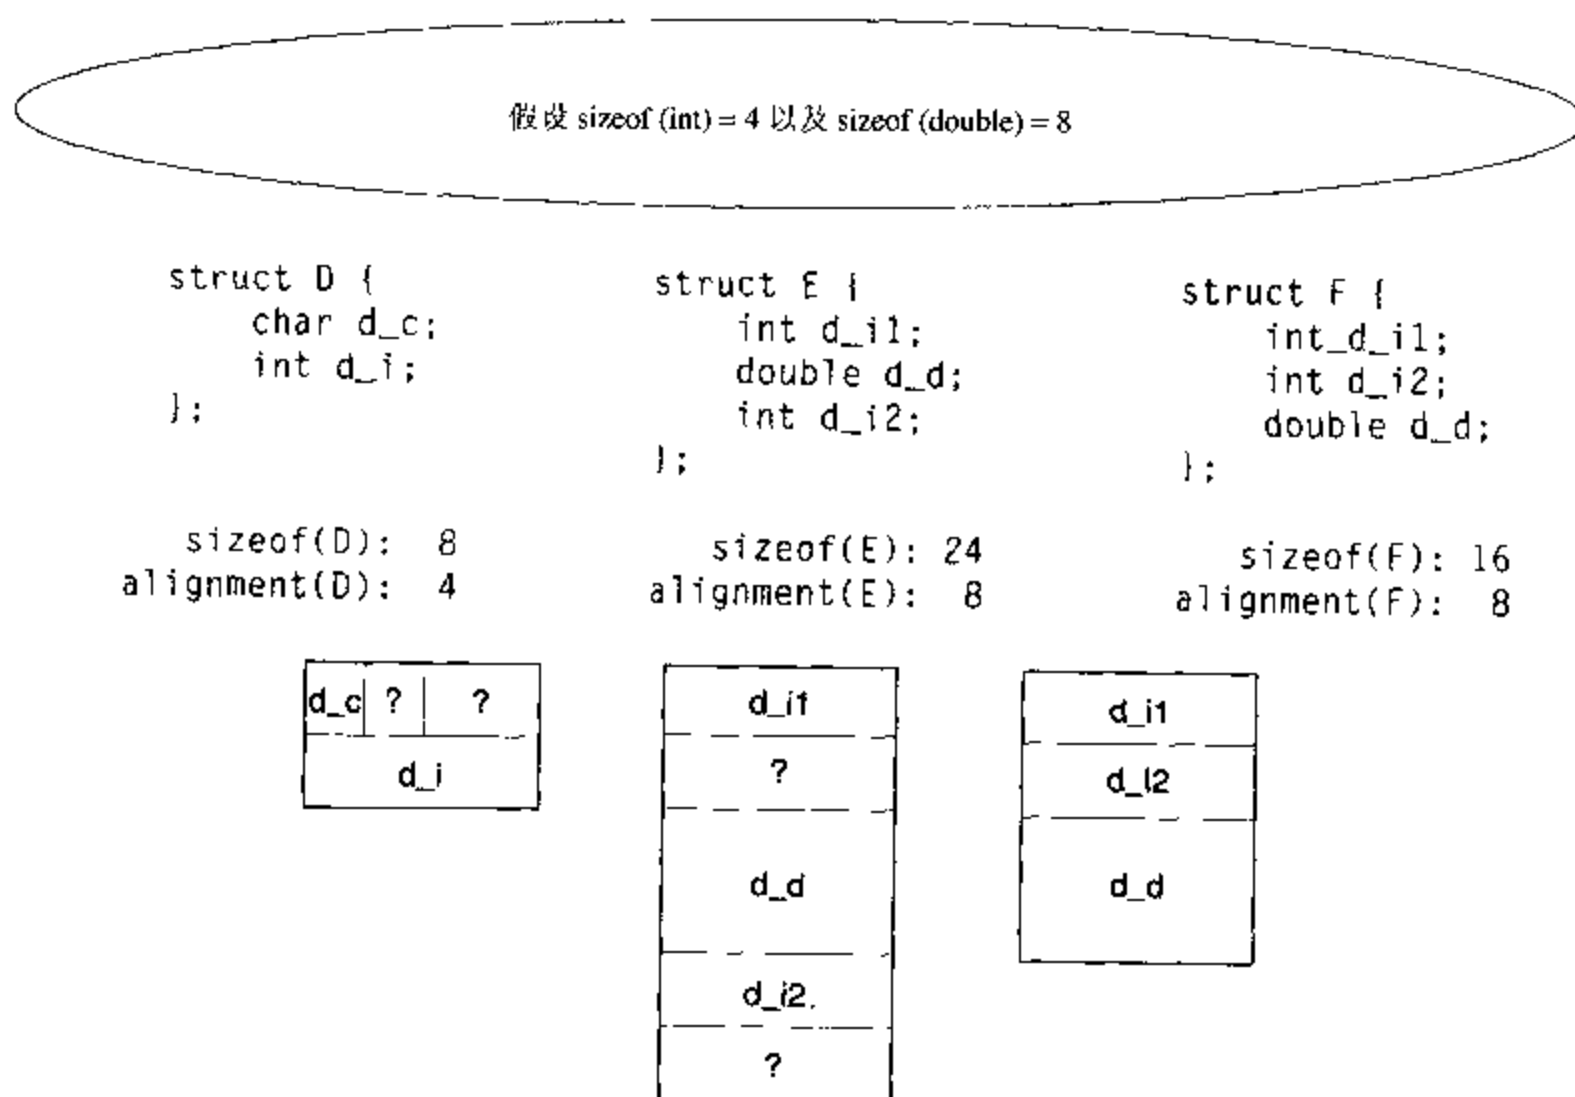 假设 sizeof (int) = 4 以及 sizeof (double) = 8
struct D {
char d_c;
int d_i;
};
sizeof(D): 8
alignment(D): 4
struct E {
int d_i1;
double d_d;
int d_i2;
};
sizeof(E): 24
alignment(E): 8
struct F {
int_d_i1;
int d_i2;
double d_d;
};
sizeof(F): 16
alignment(F): 8
d_c ? ?
d_i
d_i1
?
d_d
d_i2
?
d_i1
d_i2
d_d